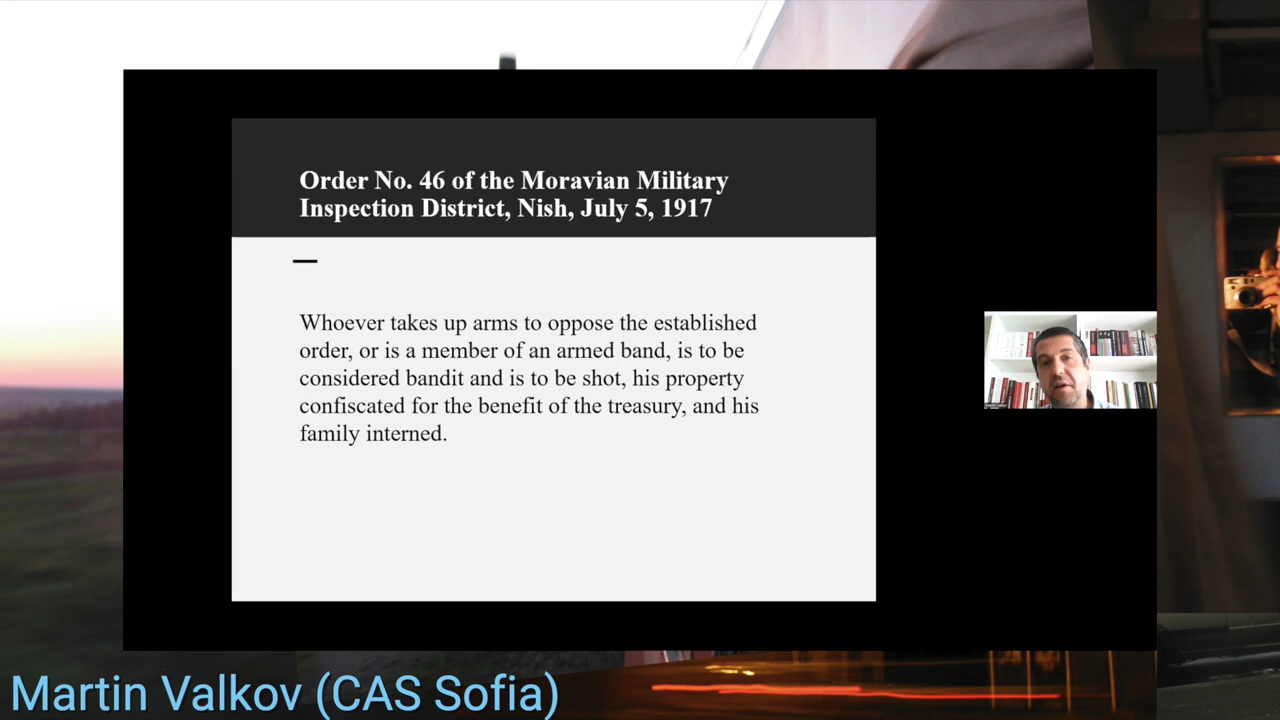 Order No. 46 of the Moravian Military
Inspection District, Nish, July 5, 1917
Whoever takes up arms to oppose the established
order, or is a member of an armed band, is to be
considered bandit and is to be shot, his property
confiscated for the benefit of the treasury, and his
family interned.
Martin Valkov (CAS Sofia)